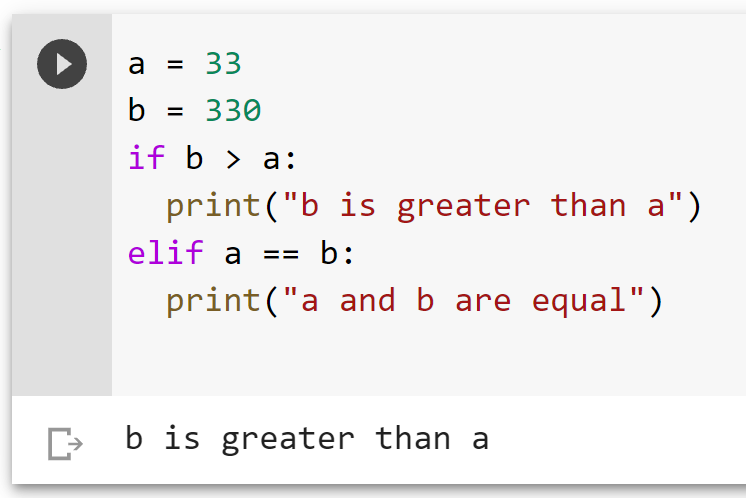 a = 33
b = 330
if b > a:
  print("b is greater than a")
elif a == b:
  print("a and b are equal")
b is greater than a